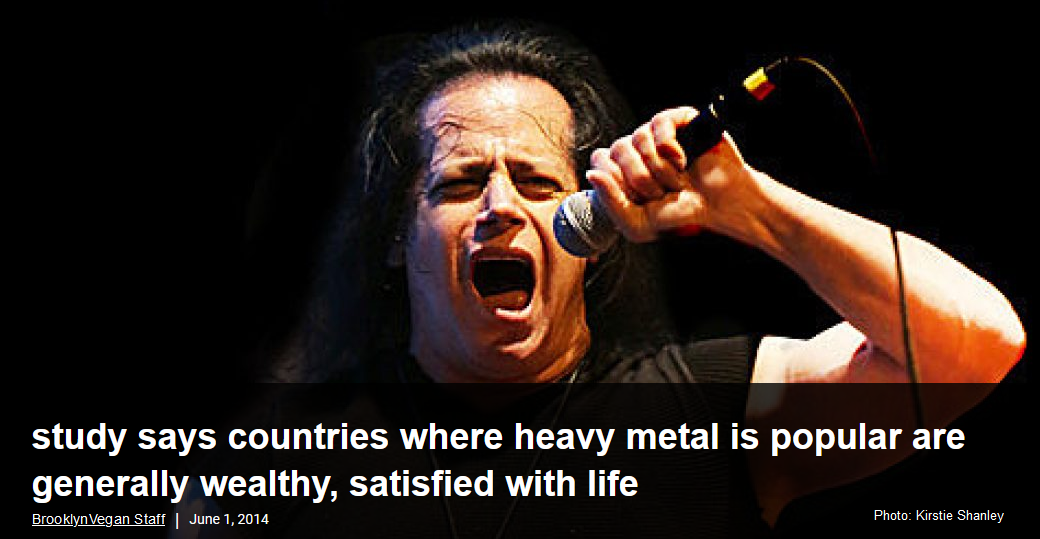 study says countries where heavy metal is popular are
generally wealthy, satisfied with life
BrooklynVegan Staff | June 1, 2014
Photo: Kirstie Shanley